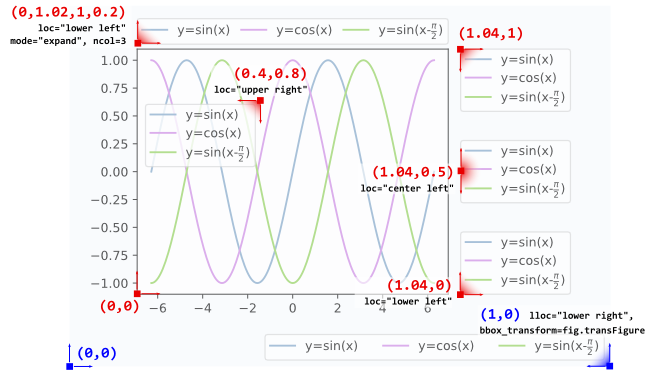 (0,1.02,1,0.2)
loc="lower left"
mode="expand", ncol=3
y=sin(x) y=cos(x) y=sin(x-π/2)
(1.04,1)
y=sin(x)
y=cos(x)
y=sin(x-π/2)
(0.4,0.8)
loc="upper right"
y=sin(x)
y=cos(x)
y=sin(x-π/2)
1.00
0.75
0.50
0.25
0.00
−0.25
−0.50
−0.75
−1.00
(1.04,0.5)
loc="center left"
y=sin(x)
y=cos(x)
y=sin(x-π/2)
(1.04,0)
loc="lower left"
y=sin(x)
y=cos(x)
y=sin(x-π/2)
(0,0)
−6 −4 −2 0 2 4 6
(1,0) lloc="lower right",
bbox_transform=fig.transFigure
y=sin(x) y=cos(x) y=sin(x-π/2)
(0,0)